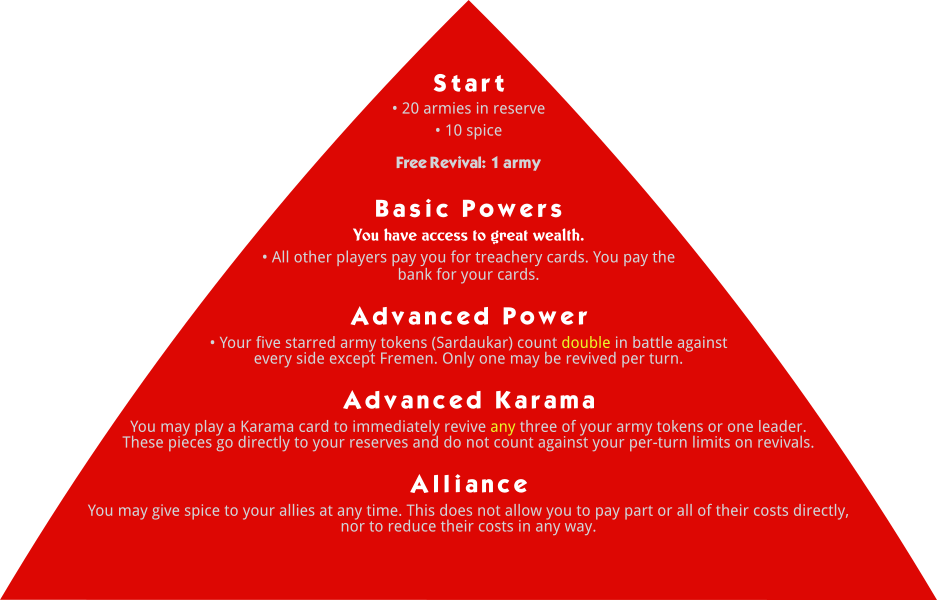 Start
• 20 armies in reserve
• 10 spice
Free Revival: 1 army
Basic Powers
You have access to great wealth.
• All other players pay you for treachery cards. You pay the
bank for your cards.
Advanced Power
• Your five starred army tokens (Sardaukar) count double in battle against
every side except Fremen. Only one may be revived per turn.
Advanced Karama
You may play a Karama card to immediately revive any three of your army tokens or one leader.
These pieces go directly to your reserves and do not count against your per-turn limits on revivals.
Alliance
You may give spice to your allies at any time. This does not allow you to pay part or all of their costs directly,
nor to reduce their costs in any way.